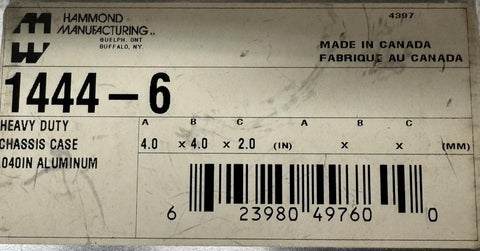 HAMMOND
MANUFACTURING
GUELPH, ONT
BUFFALO, NY.
4397
MADE IN CANADA
FABRIQUE AU CANADA
1444-6
HEAVY DUTY
CHASSIS CASE
.040IN ALUMINUM
A B C A B C
4.0 x 4.0 x 2.0 (IN) x x (MM)
6 23980 49760 0